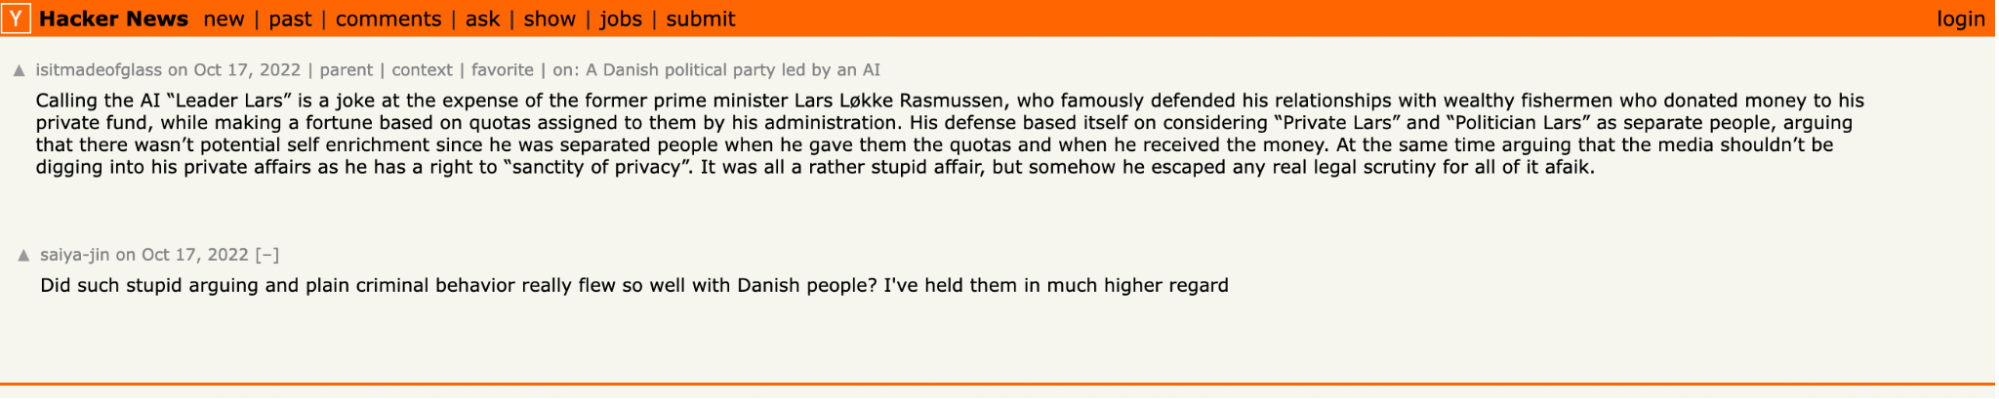 Y Hacker News new | past | comments | ask | show | jobs | submit login
▲ isitmadeofglass on Oct 17, 2022 | parent | context | favorite | on: A Danish political party led by an AI
Calling the AI “Leader Lars” is a joke at the expense of the former prime minister Lars Løkke Rasmussen, who famously defended his relationships with wealthy fishermen who donated money to his
private fund, while making a fortune based on quotas assigned to them by his administration. His defense based itself on considering “Private Lars” and “Politician Lars” as separate people, arguing
that there wasn’t potential self enrichment since he was separated people when he gave them the quotas and when he received the money. At the same time arguing that the media shouldn’t be
digging into his private affairs as he has a right to “sanctity of privacy”. It was all a rather stupid affair, but somehow he escaped any real legal scrutiny for all of it afaik.
▲ saiya-jin on Oct 17, 2022 [–]
Did such stupid arguing and plain criminal behavior really flew so well with Danish people? I've held them in much higher regard